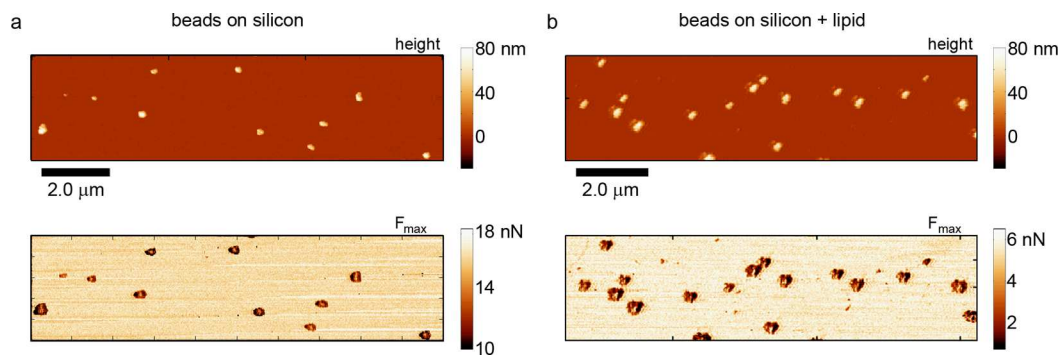 a
beads on silicon
height
80 nm
40
0
2.0 μm
Fmax
18 nN
14
10
b
beads on silicon + lipid
height
80 nm
40
0
2.0 μm
Fmax
6 nN
4
2